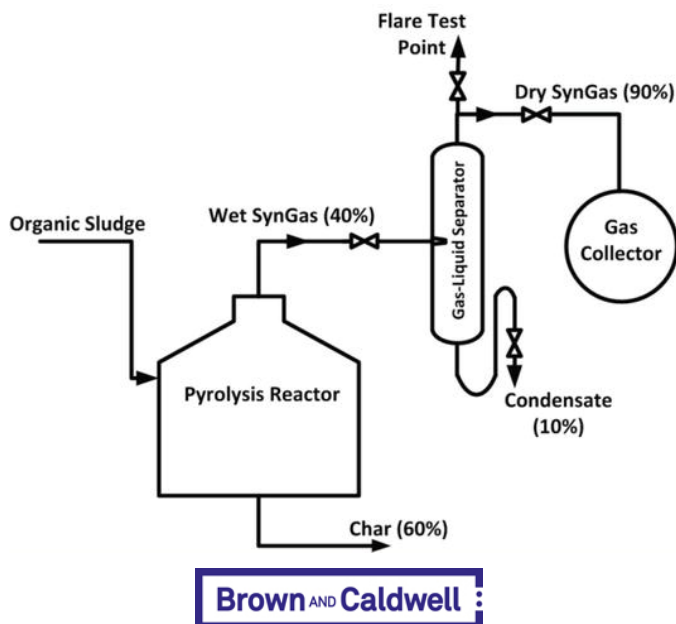 Flare Test
Point
Dry SynGas (90%)
Organic Sludge
Wet SynGas (40%)
Gas-Liquid Separator
Gas
Collector
Pyrolysis Reactor
Condensate
(10%)
Char (60%)
Brown AND Caldwell